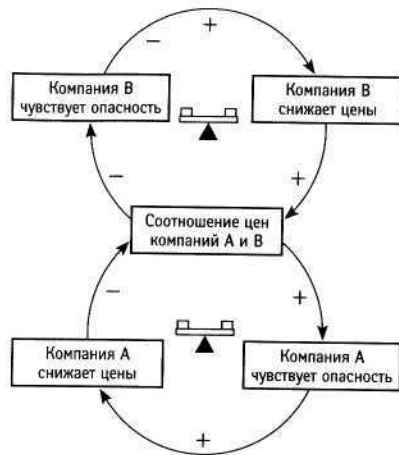 −
+
Компания В
чувствует опасность
Компания В
снижает цены
−
+
Соотношение цен
компаний А и В
−
+
Компания А
снижает цены
Компания А
чувствует опасность
+